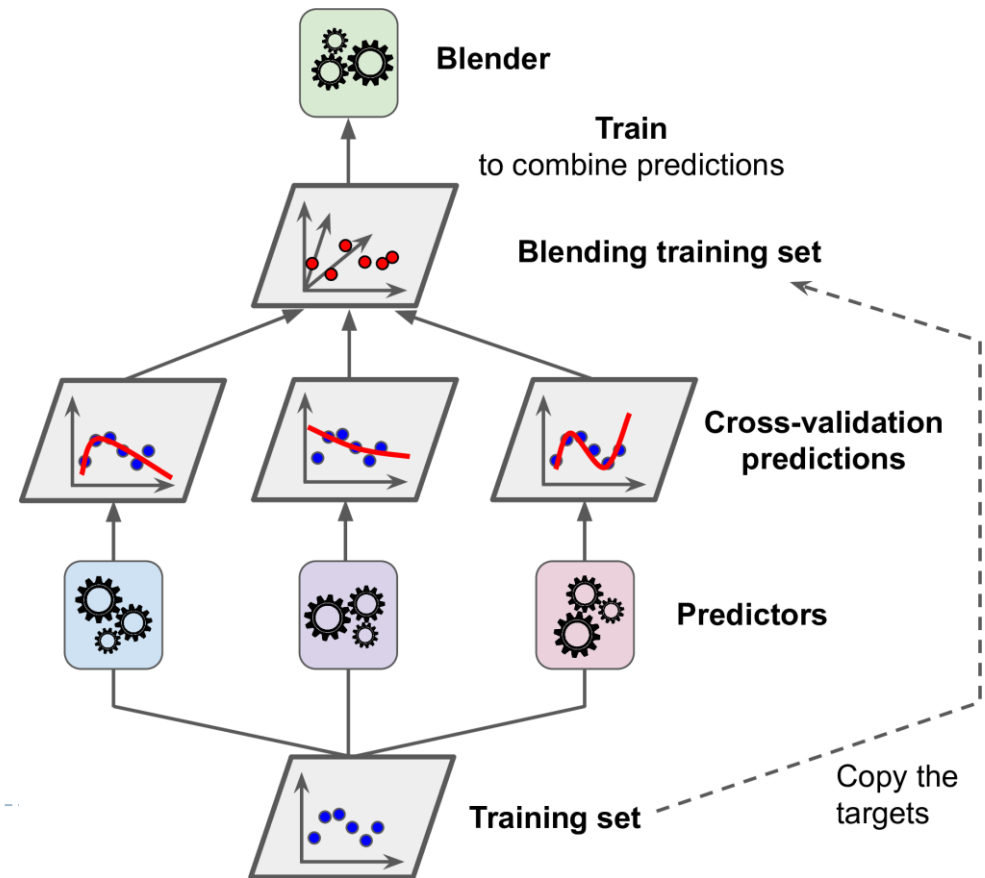 Blender
Train
to combine predictions
Blending training set
Cross-validation
predictions
Predictors
Training set
Copy the
targets